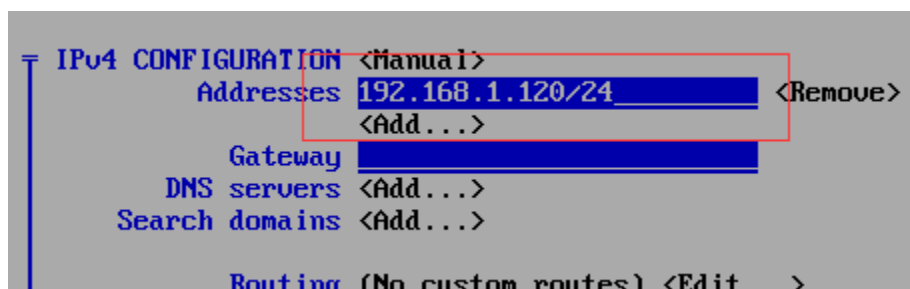 IPv4 CONFIGURATION <Manual>
Addresses 192.168.1.120/24 <Remove>
<Add...>
Gateway
DNS servers <Add...>
Search domains <Add...>
Routing (No custom routes) <Edit...>